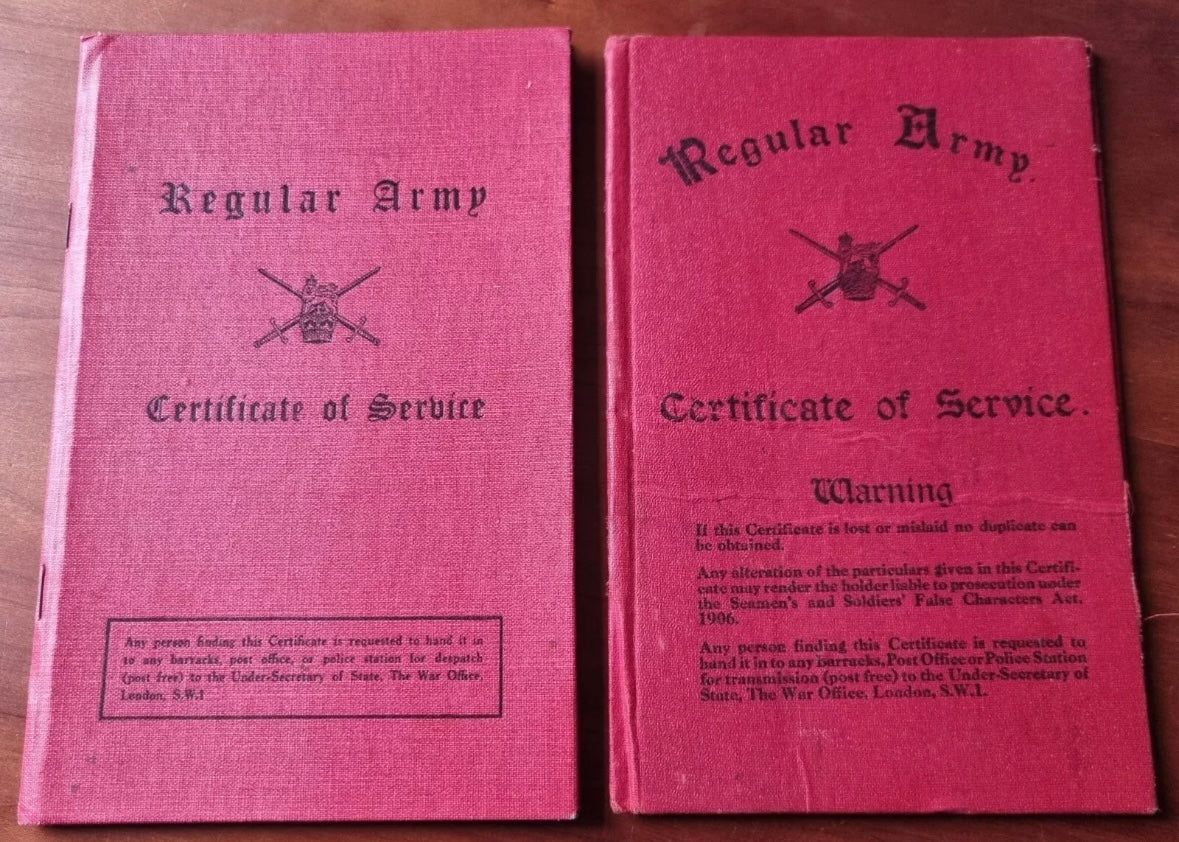 Regular Army
Certificate of Service
Any person finding this Certificate is requested to hand it in
to any barracks, post office, or police station for despatch
(post free) to the Under-Secretary of State, The War Office,
London, S.W.1
Regular Army.
Certificate of Service.
Warning
If this Certificate is lost or mislaid no duplicate can
be obtained.
Any alteration of the particulars given in this Certifi-
cate may render the holder liable to prosecution under
the Seamen's and Soldiers' False Characters Act,
1906.
Any person finding this Certificate is requested to
hand it in to any Barracks, Post Office or Police Station
for transmission (post free) to the Under-Secretary of
State, The War Office, London, S.W.1.